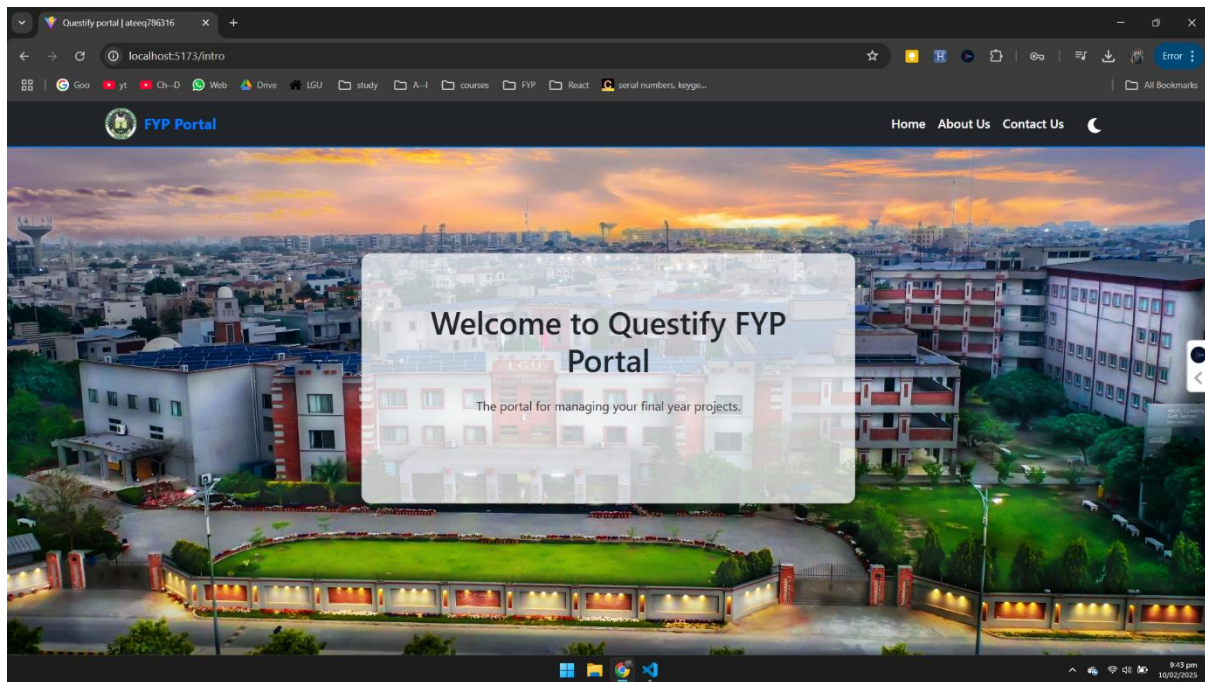 Questify portal | ateeq786316
localhost:5173/intro
Error
Goo yt Ch--D Web Drive LGU study A--I courses FYP React serial numbers, keyge... All Bookmarks
FYP Portal Home About Us Contact Us
Welcome to Questify FYP
Portal
The portal for managing your final year projects.
LGU
9:43 pm
10/02/2025